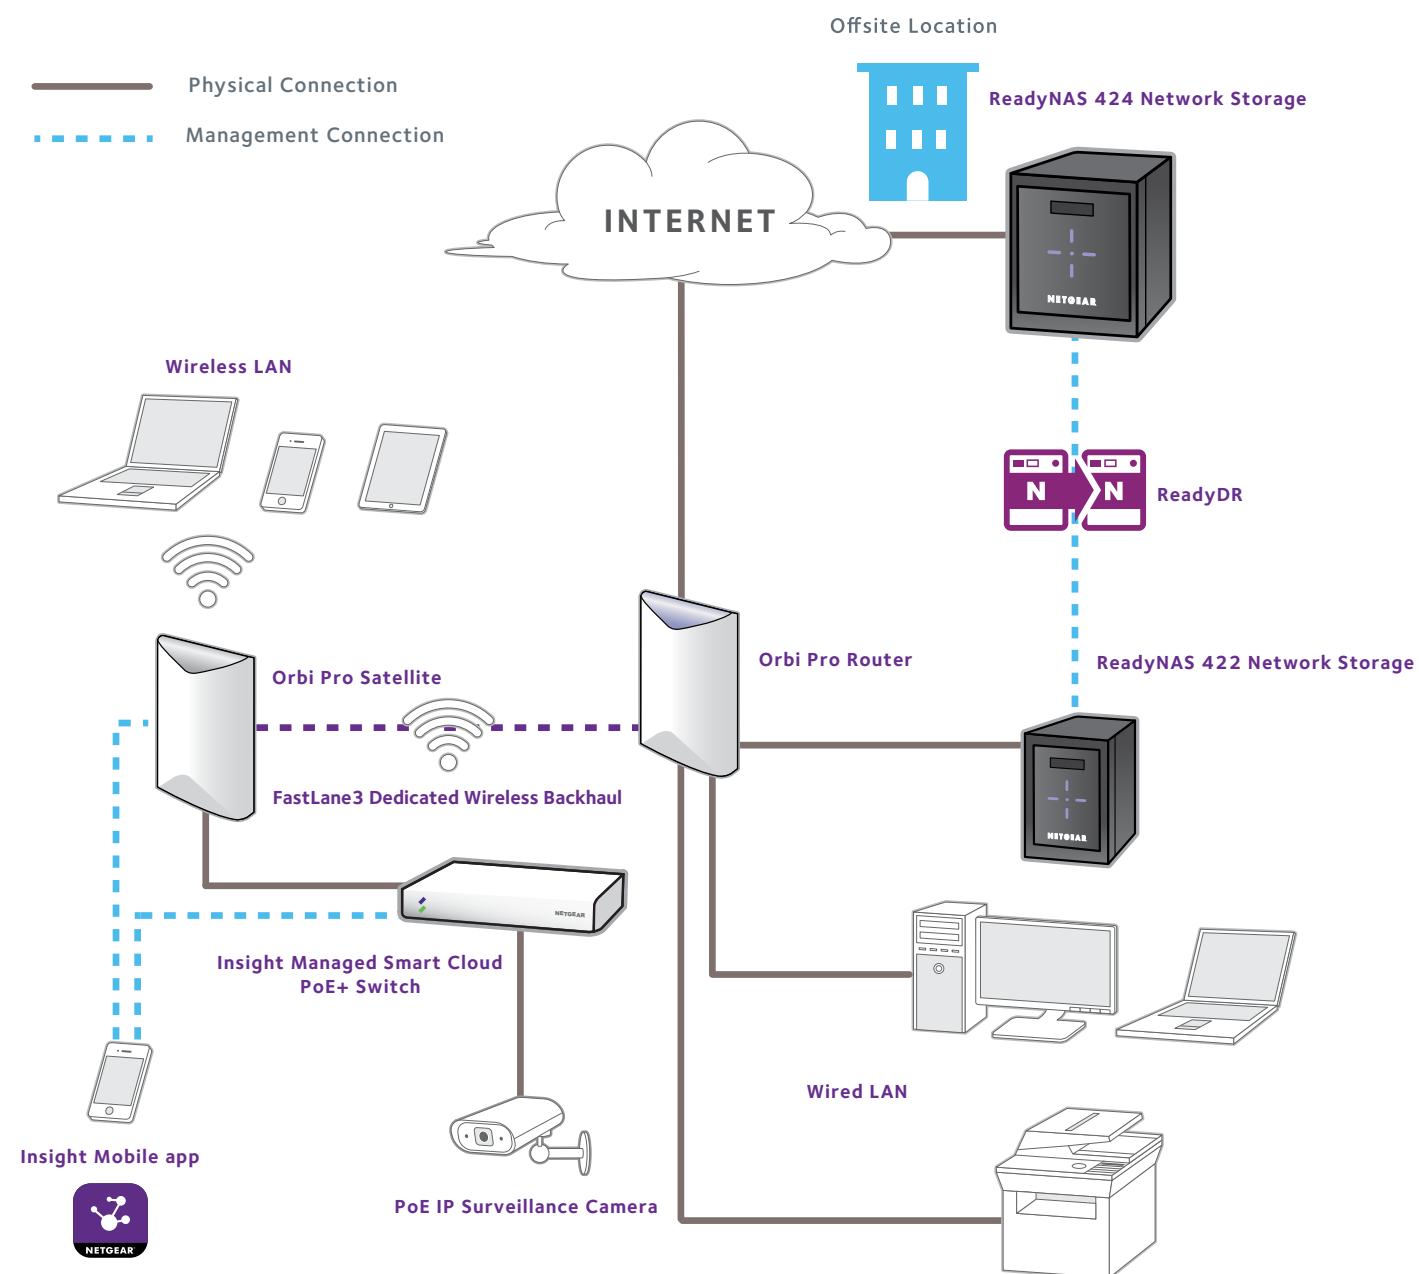 Offsite Location
Physical Connection
ReadyNAS 424 Network Storage
Management Connection
INTERNET
NETGEAR
Wireless LAN
N
N
ReadyDR
Orbi Pro Router
ReadyNAS 422 Network Storage
Orbi Pro Satellite
FastLane3 Dedicated Wireless Backhaul
NETGEAR
NETGEAR
Insight Managed Smart Cloud
PoE+ Switch
Wired LAN
Insight Mobile app
PoE IP Surveillance Camera
NETGEAR